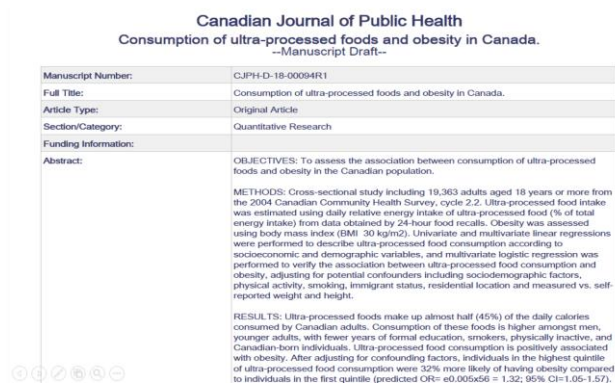 Canadian Journal of Public Health
Consumption of ultra-processed foods and obesity in Canada.
--Manuscript Draft--
Manuscript Number: CJPH-D-18-00094R1
Full Title: Consumption of ultra-processed foods and obesity in Canada.
Article Type: Original Article
Section/Category: Quantitative Research
Funding Information:
Abstract: OBJECTIVES: To assess the association between consumption of ultra-processed
foods and obesity in the Canadian population.
METHODS: Cross-sectional study including 19,363 adults aged 18 years or more from
the 2004 Canadian Community Health Survey, cycle 2.2. Ultra-processed food intake
was estimated using daily relative energy intake of ultra-processed food (% of total
energy intake) from data obtained by 24-hour food recalls. Obesity was assessed
using body mass index (BMI  30 kg/m2). Univariate and multivariate linear regressions
were performed to describe ultra-processed food consumption according to
socioeconomic and demographic variables, and multivariate logistic regression was
performed to verify the association between ultra-processed food consumption and
obesity, adjusting for potential confounders including sociodemographic factors,
physical activity, smoking, immigrant status, residential location and measured vs. self-
reported weight and height.
RESULTS: Ultra-processed foods make up almost half (45%) of the daily calories
consumed by Canadian adults. Consumption of these foods is higher amongst men,
younger adults, with fewer years of formal education, smokers, physically inactive, and
Canadian-born individuals. Ultra-processed food consumption is positively associated
with obesity. After adjusting for confounding factors, individuals in the highest quintile
of ultra-processed food consumption were 32% more likely of having obesity compared
to individuals in the first quintile (predicted OR= e0.005x56 = 1.32; 95% CI=1.05-1.57).